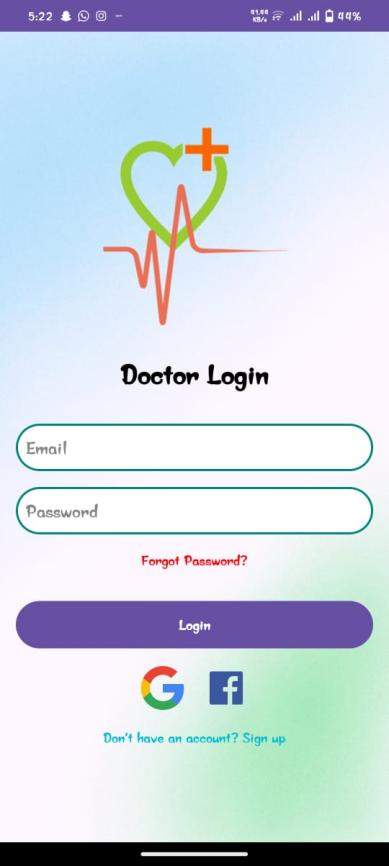 5:22
44%
Doctor Login
Email
Password
Forgot Password?
Login
Don't have an account? Sign up